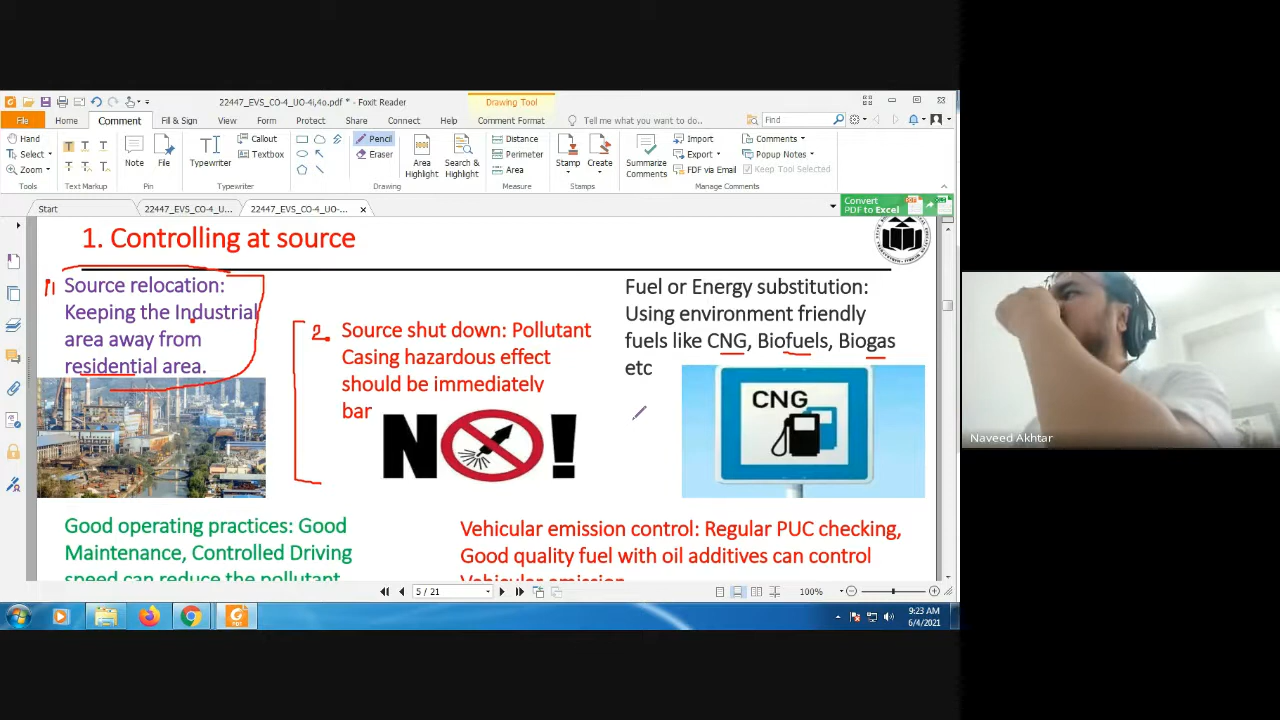 22447_EVS_CO-4_UO-4i,4o.pdf * - Foxit Reader
Drawing Tool
File
Home
Comment
Fill & Sign
View
Form
Protect
Share
Connect
Help
Comment Format
Tell me what you want to do..
Find
Hand
Select
Zoom
Tools
T T T
T T T
Text Markup
Note
File
Pin
Typewriter
Callout
Textbox
Typewriter
Pencil
Eraser
Drawing
Area Highlight
Search & Highlight
Distance
Perimeter
Area
Measure
Stamp
Create
Stamps
Summarize Comments
Import
Export
FDF via Email
Comments
Popup Notes
Keep Tool Selected
Manage Comments
Start
22447_EVS_CO-4_U...
22447_EVS_CO-4_UO-...
Convert
PDF to Excel
1. Controlling at source
1)
Source relocation:
Keeping the Industrial
area away from
residential area.
2.
Source shut down: Pollutant
Casing hazardous effect
should be immediately
bar
NO!
Fuel or Energy substitution:
Using environment friendly
fuels like CNG, Biofuels, Biogas
etc
CNG
Good operating practices: Good
Maintenance, Controlled Driving
speed can reduce the pollutant
Vehicular emission control: Regular PUC checking,
Good quality fuel with oil additives can control
Vehicular emission
5 / 21
100%
9:23 AM
6/4/2021
Naveed Akhtar